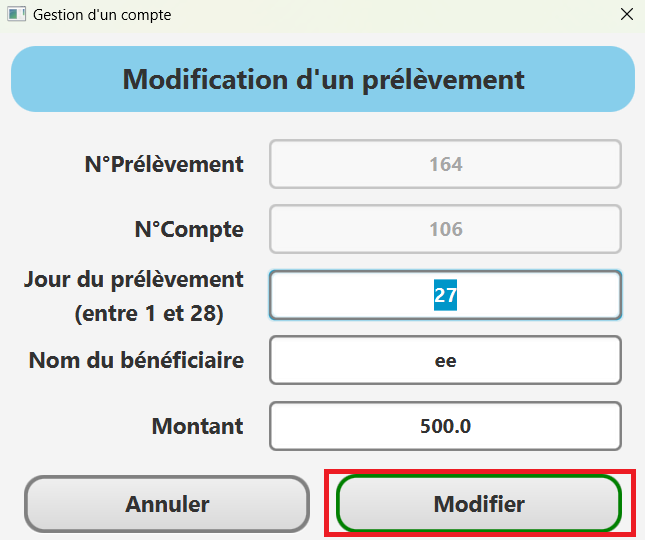 Gestion d'un compte
Modification d'un prélèvement
N°Prélèvement 164
N°Compte 106
Jour du prélèvement
(entre 1 et 28) 27
Nom du bénéficiaire ee
Montant 500.0
Annuler Modifier